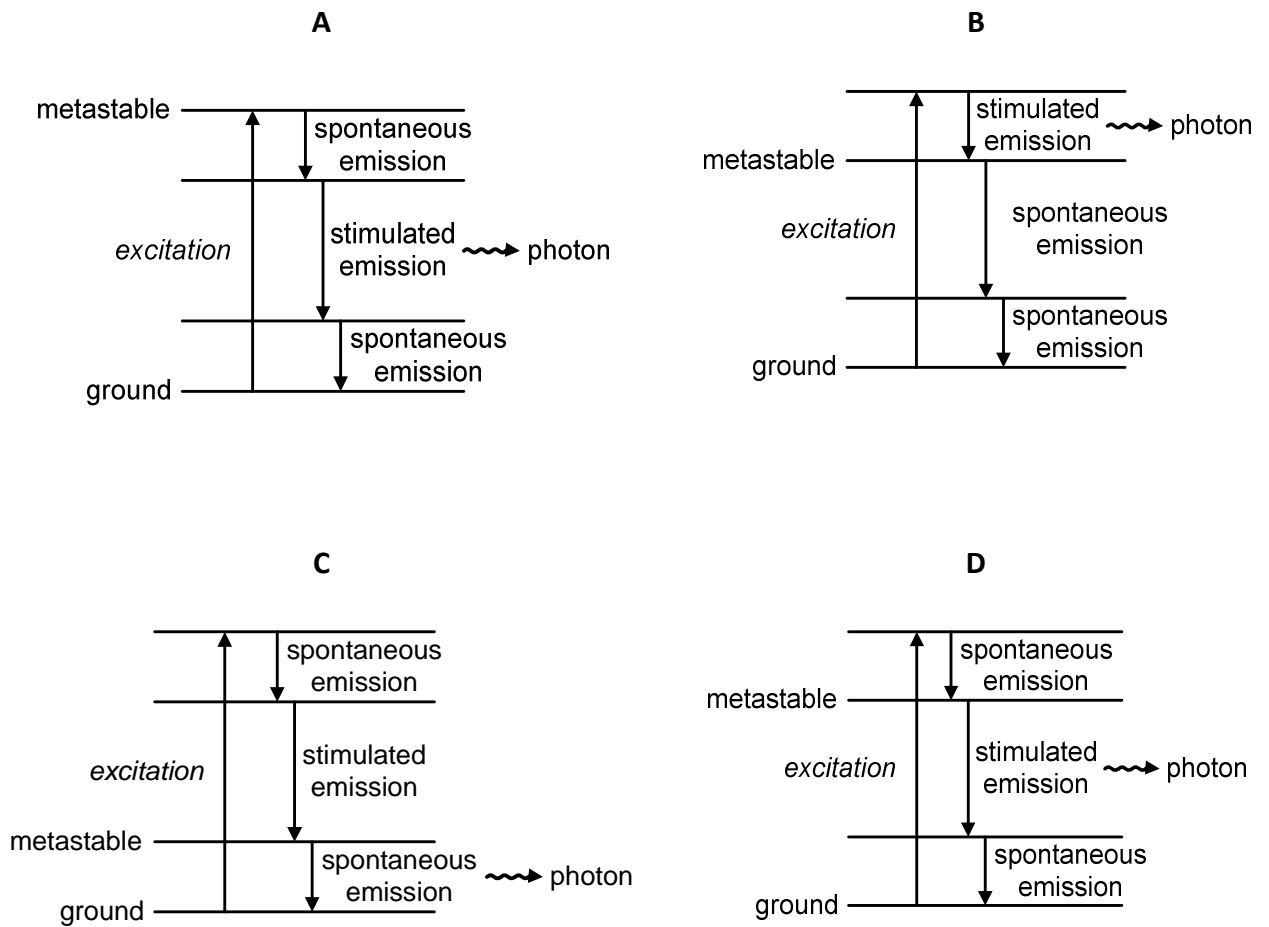 A
metastable
spontaneous
emission
excitation
stimulated
emission
photon
spontaneous
emission
ground
B
stimulated
emission
photon
metastable
excitation
spontaneous
emission
spontaneous
emission
ground
C
spontaneous
emission
excitation
stimulated
emission
metastable
spontaneous
emission
photon
ground
D
spontaneous
emission
metastable
excitation
stimulated
emission
photon
spontaneous
emission
ground